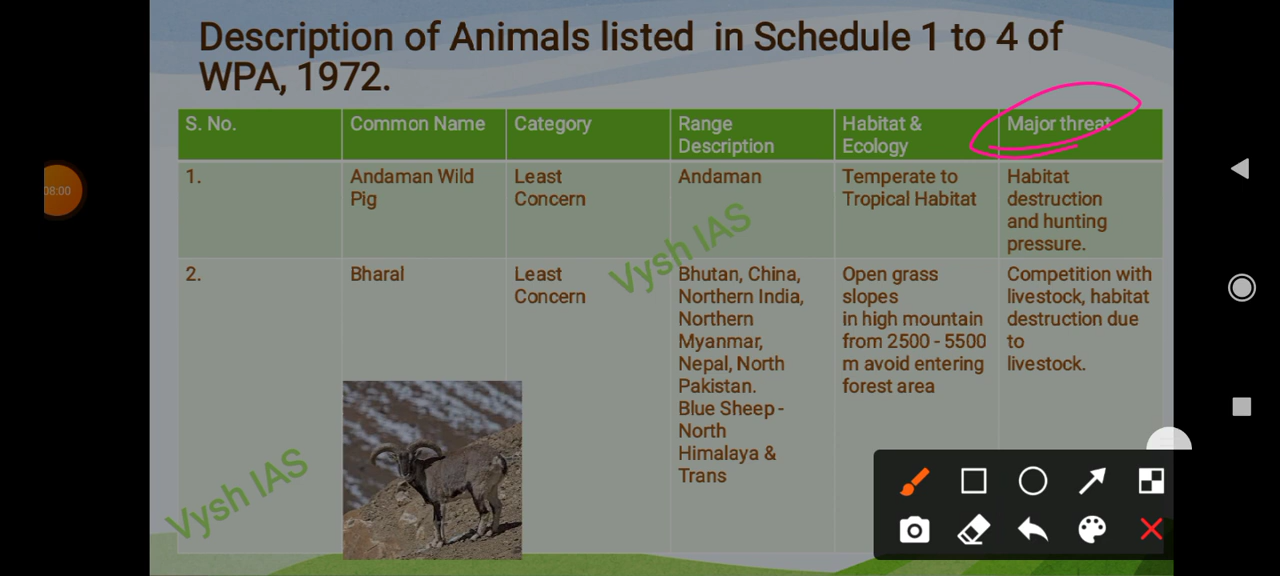 Description of Animals listed in Schedule 1 to 4 of
WPA, 1972.
S. No.
Common Name
Category
Range
Description
Habitat &
Ecology
Major threat
1.
Andaman Wild
Pig
Least
Concern
Andaman
Temperate to
Tropical Habitat
Habitat
destruction
and hunting
pressure.
2.
Bharal
Least
Concern
Bhutan, China,
Northern India,
Northern
Myanmar,
Nepal, North
Pakistan.
Blue Sheep -
North
Himalaya &
Trans
Open grass
slopes
in high mountain
from 2500 - 5500
m avoid entering
forest area
Competition with
livestock, habitat
destruction due
to
livestock.
Vysh IAS
Vysh IAS
08:00